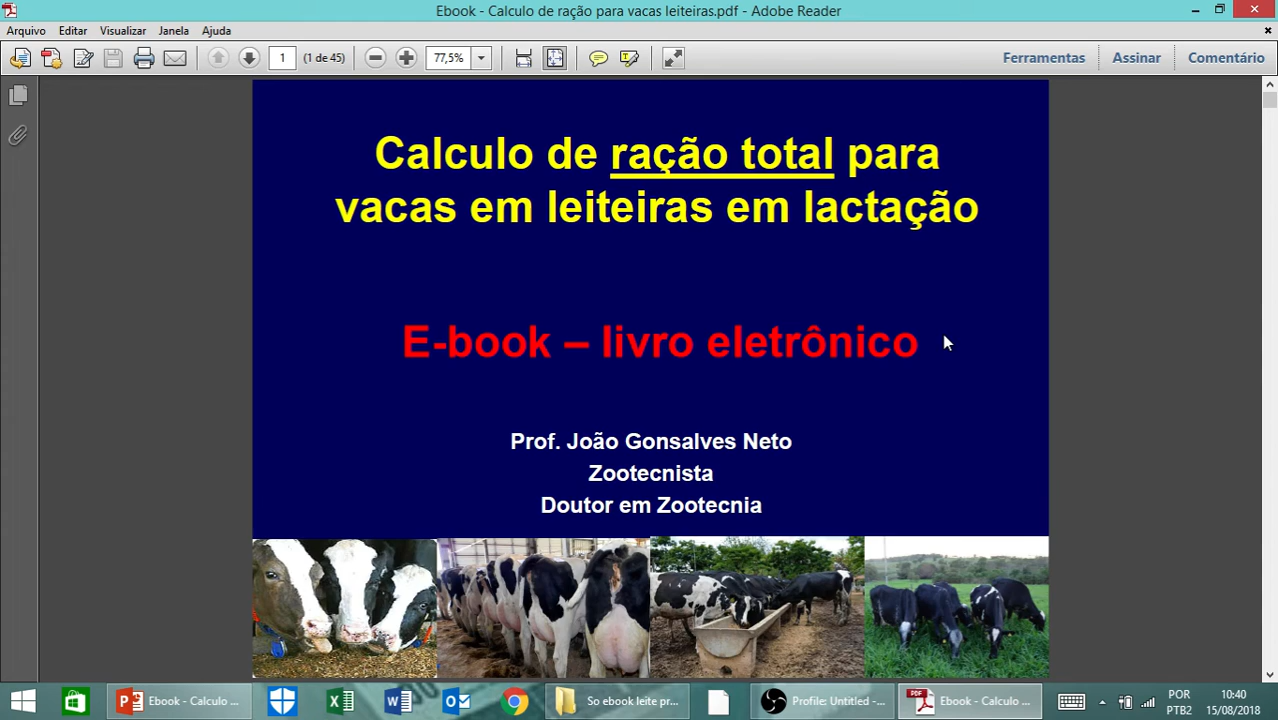 Ebook - Calculo de ração para vacas leiteiras.pdf - Adobe Reader
Arquivo Editar Visualizar Janela Ajuda
1 (1 de 45) 77,5% Ferramentas Assinar Comentário
Calculo de ração total para
vacas em leiteiras em lactação
E-book – livro eletrônico
Prof. João Gonsalves Neto
Zootecnista
Doutor em Zootecnia
Ebook - Calculo ... So ebook leite pr... Profile: Untitled -... Ebook - Calculo ...
POR 10:40
PTB2 15/08/2018